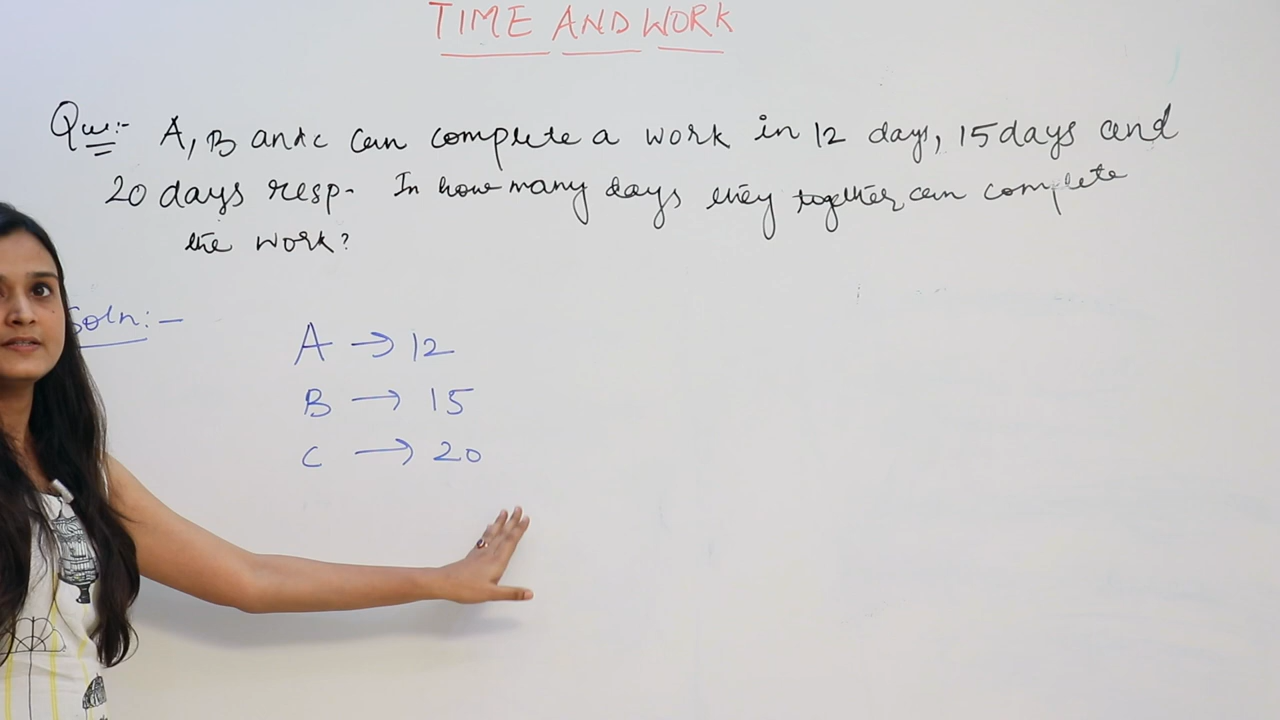 TIME AND WORK
Que:- A, B and C can complete a work in 12 days, 15 days and
20 days resp. In how many days they together can complete
the work?
Soln:-
A → 12
B → 15
C → 20